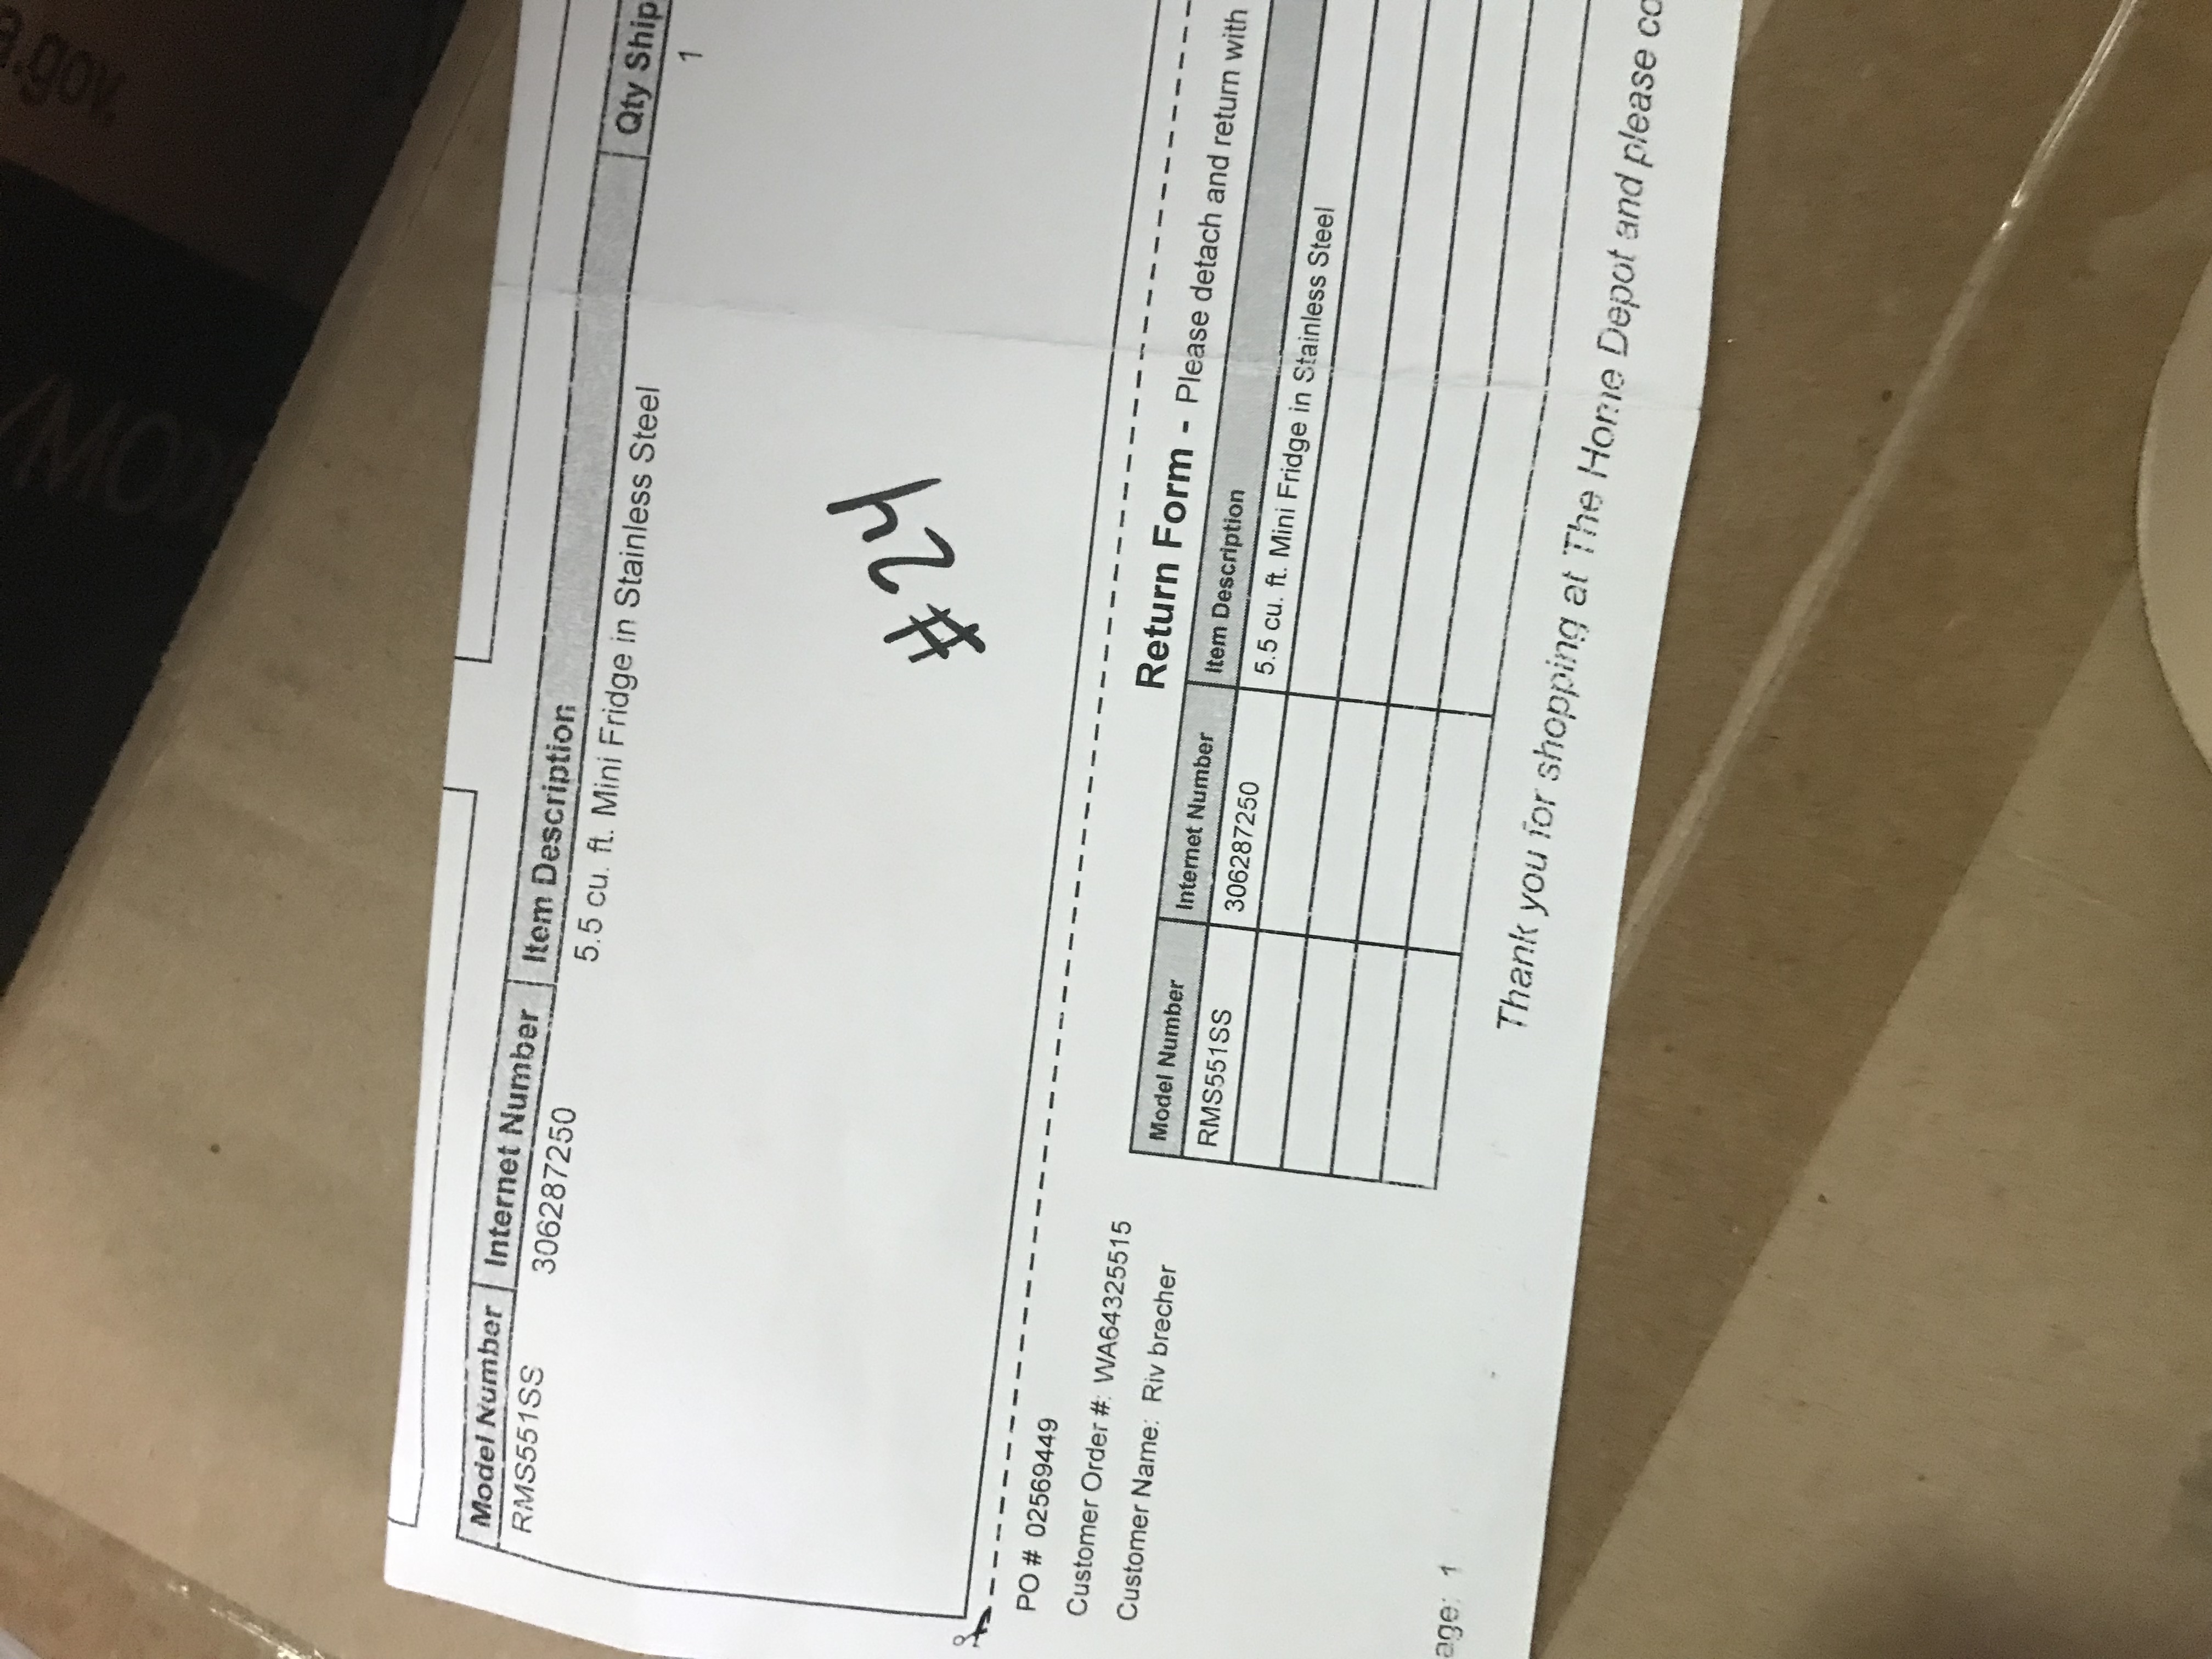 a.gov.
Model Number Internet Number Item Description Qty Ship
RMS551SS 306287250 5.5 cu. ft. Mini Fridge in Stainless Steel 1
#24
PO # 02569449
Customer Order #: WA64325515
Customer Name: Riv brecher
Return Form - Please detach and return with
Model Number Internet Number Item Description
RMS551SS 306287250 5.5 cu. ft. Mini Fridge in Stainless Steel
Thank you for shopping at The Home Depot and please co
age: 1